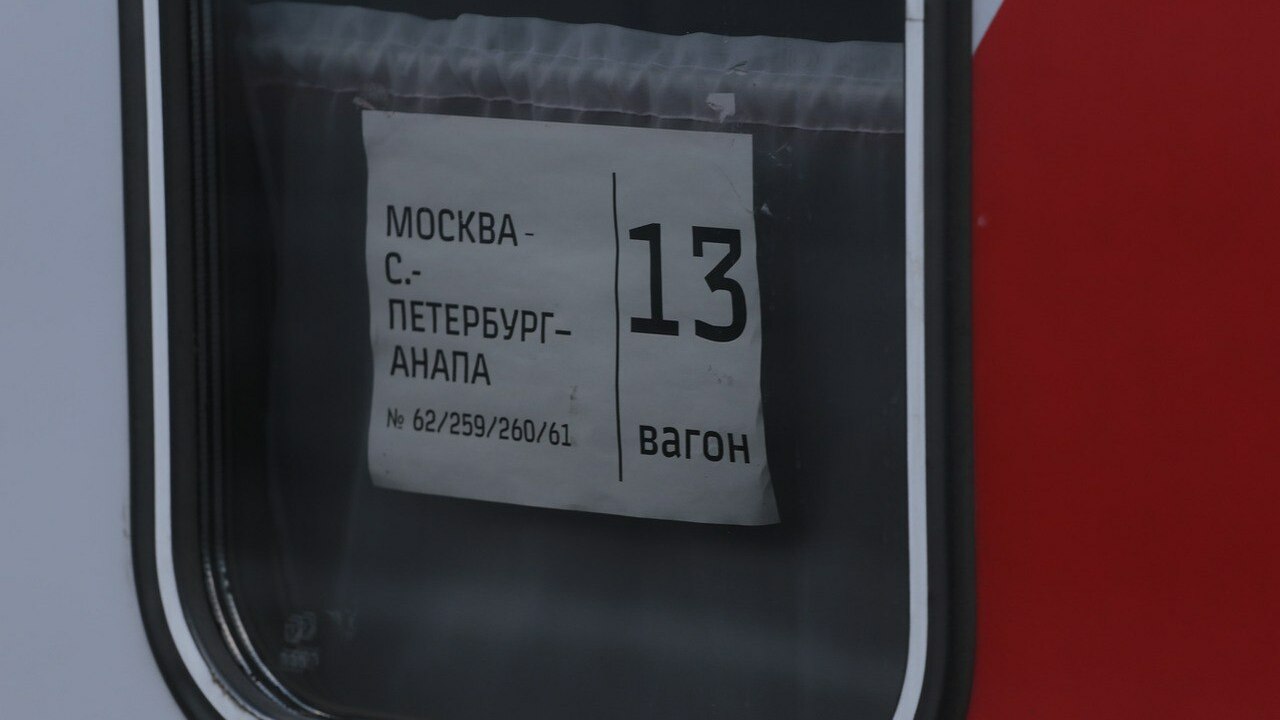 МОСКВА -
С.-
ПЕТЕРБУРГ–
АНАПА
№ 62/259/260/61
13
вагон